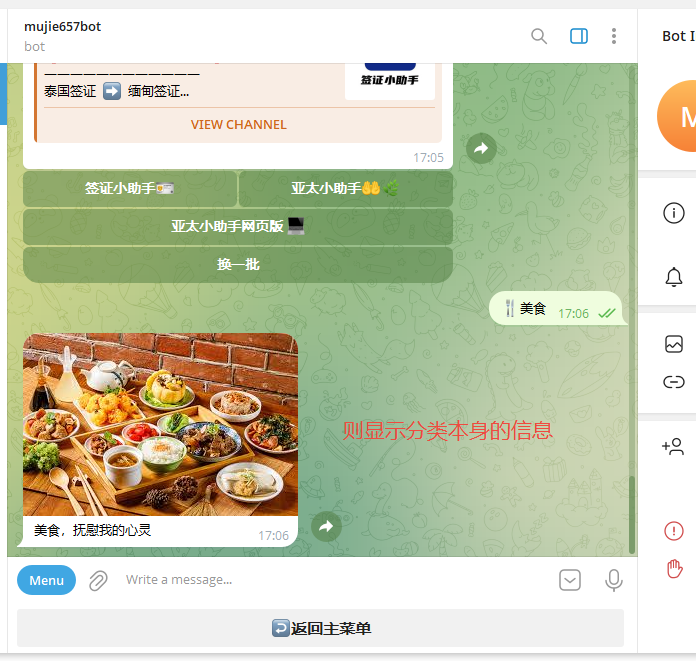 mujie657bot
bot
Bot I
签证小助手
泰国签证 ➡️ 缅甸签证...
VIEW CHANNEL
17:05
签证小助手🪪
亚太小助手🤲🌿
亚太小助手网页版 💻
换一批
🍴美食 17:06
则显示分类本身的信息
美食，抚慰我的心灵
17:06
Menu
Write a message...
↩️返回主菜单
M